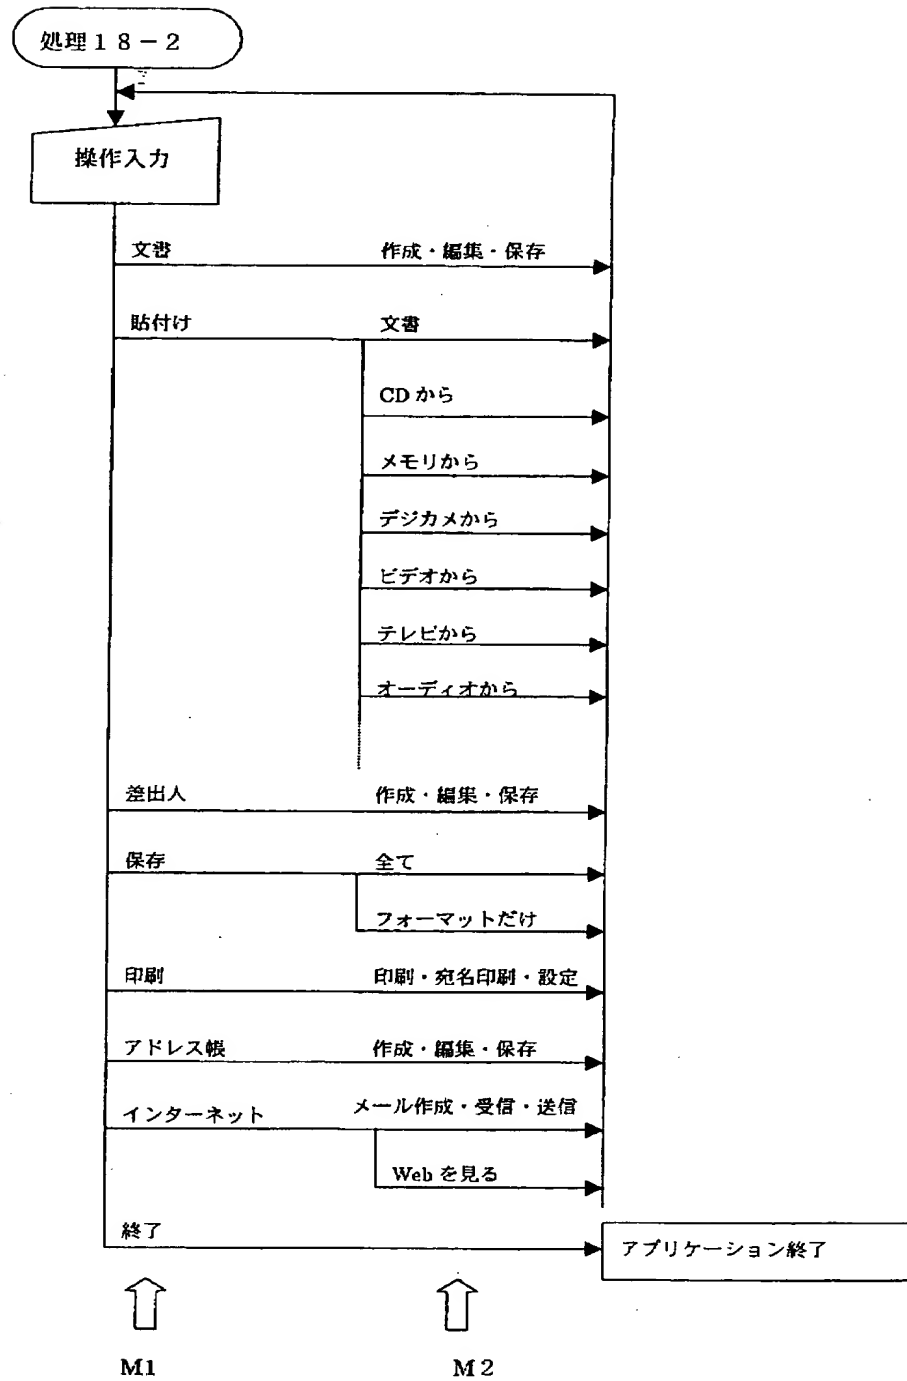 処理１８－２
操作入力
文書 作成・編集・保存
貼付け 文書
CDから
メモリから
デジカメから
ビデオから
テレビから
オーディオから
差出人 作成・編集・保存
保存 全て
フォーマットだけ
印刷 印刷・宛名印刷・設定
アドレス帳 作成・編集・保存
インターネット メール作成・受信・送信
Webを見る
終了 アプリケーション終了
M1 M2